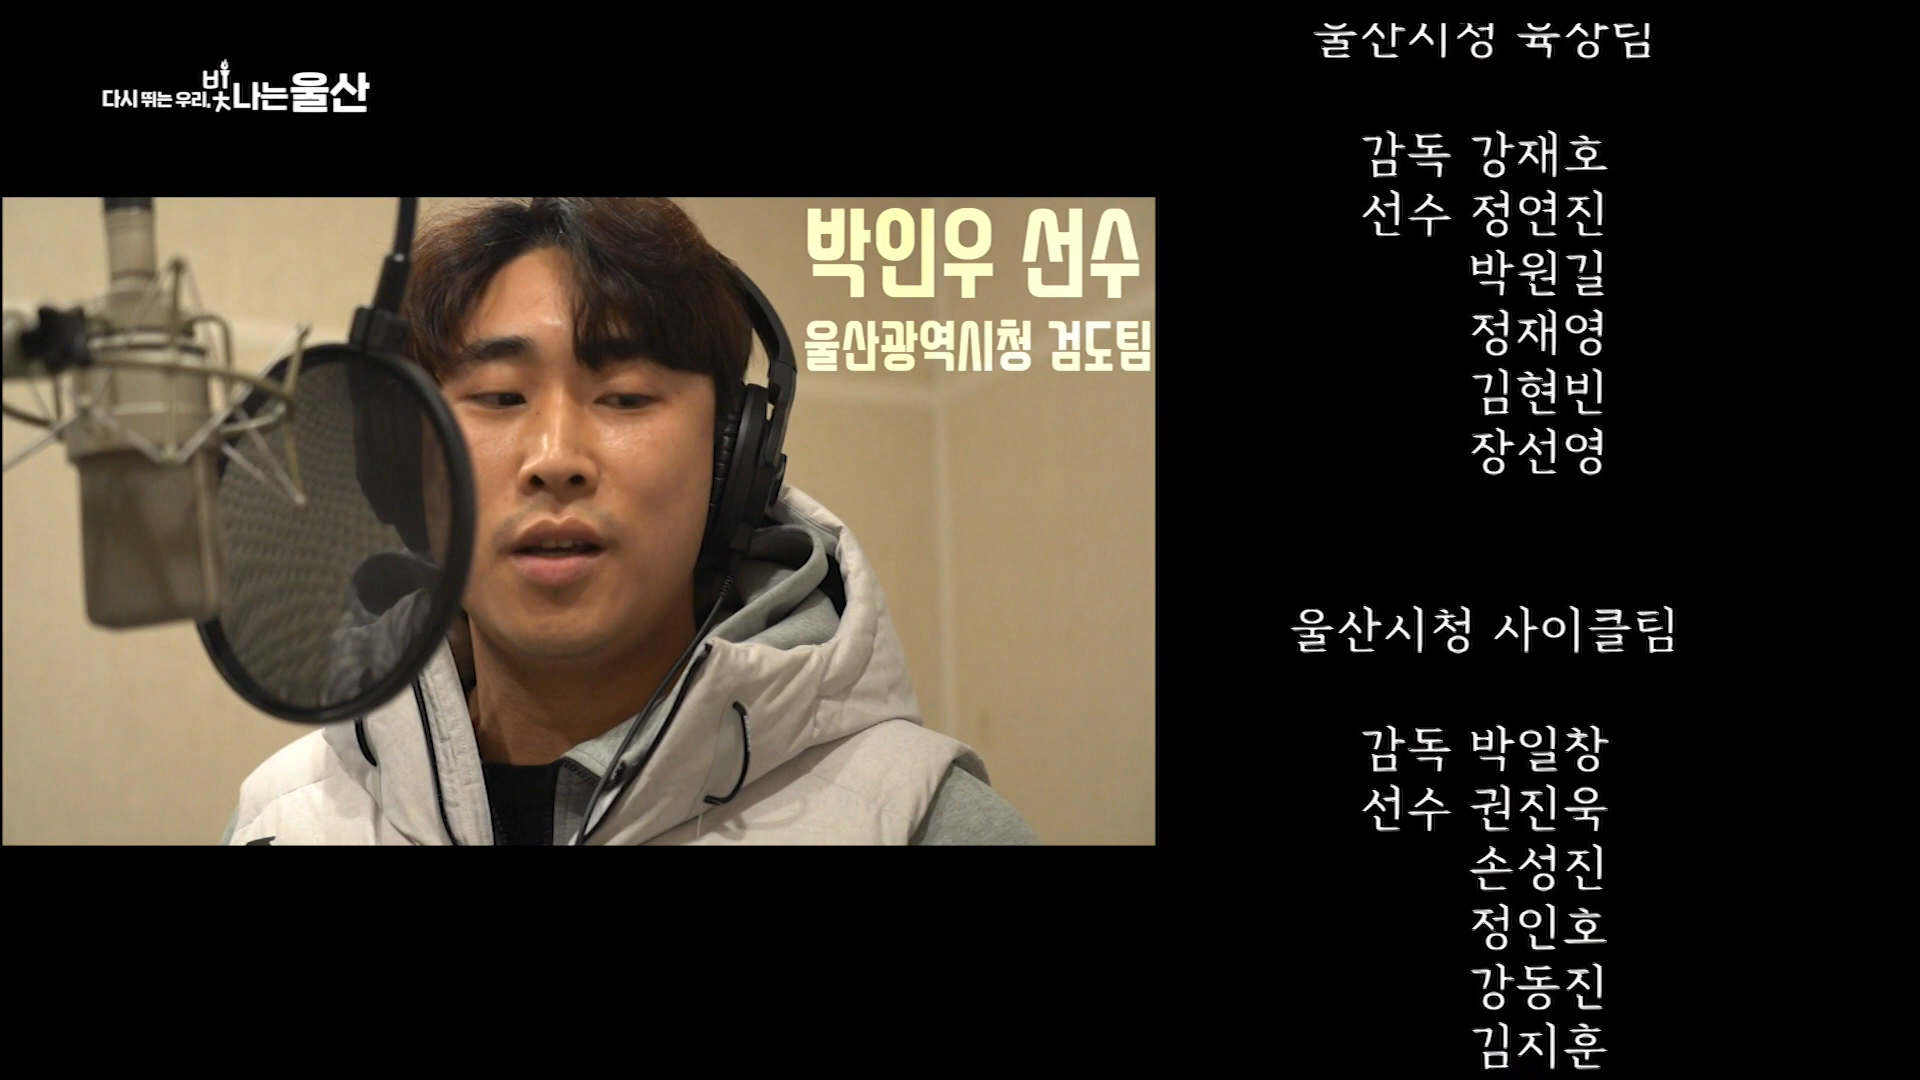 다시 뛰는 우리, 빛나는 울산
박인우 선수
울산광역시청 검도팀
울산시청 육상팀
감독 강재호
선수 정연진
박원길
정재영
김현빈
장선영
울산시청 사이클팀
감독 박일창
선수 권진욱
손성진
정인호
강동진
김지훈